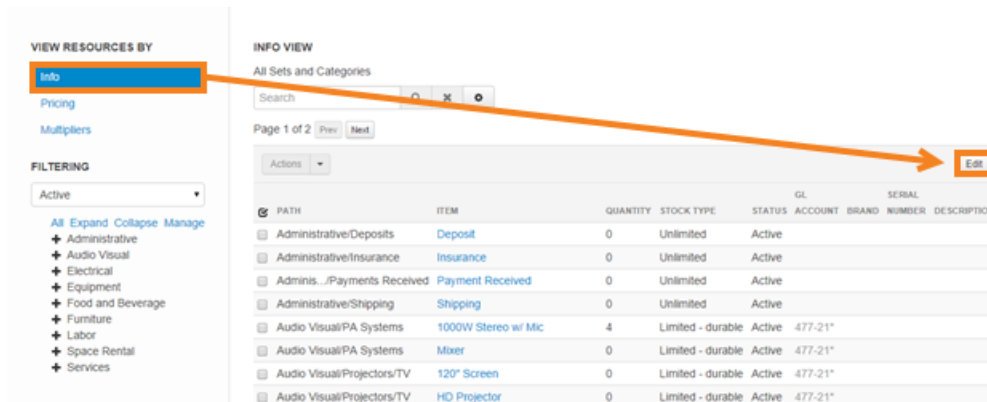 VIEW RESOURCES BY
Info
Pricing
Multipliers
FILTERING
Active
All Expand Collapse Manage
Administrative
Audio Visual
Electrical
Equipment
Food and Beverage
Furniture
Labor
Space Rental
Services
INFO VIEW
All Sets and Categories
Search
Page 1 of 2 Prev Next
Actions
Edit
PATH ITEM QUANTITY STOCK TYPE STATUS GL ACCOUNT BRAND SERIAL NUMBER DESCRIPTIO
Administrative/Deposits Deposit 0 Unlimited Active
Administrative/Insurance Insurance 0 Unlimited Active
Adminis.../Payments Received Payment Received 0 Unlimited Active
Administrative/Shipping Shipping 0 Unlimited Active
Audio Visual/PA Systems 1000W Stereo w/ Mic 4 Limited - durable Active 477-21*
Audio Visual/PA Systems Mixer 0 Limited - durable Active 477-21*
Audio Visual/Projectors/TV 120" Screen 0 Limited - durable Active 477-21*
Audio Visual/Projectors/TV HD Projector 0 Limited - durable Active 477-21*